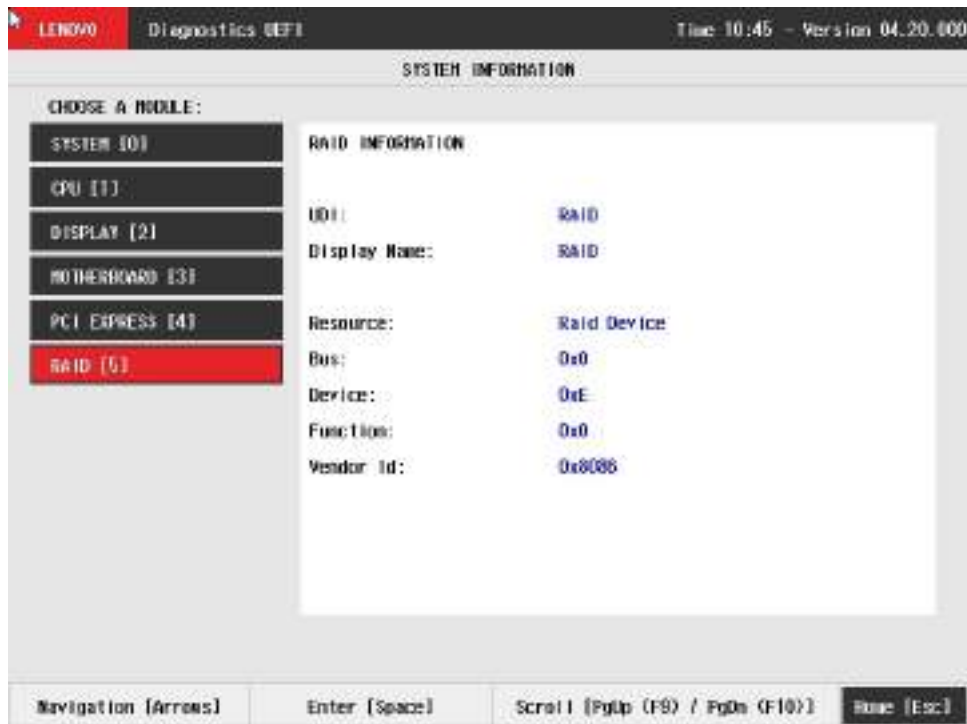 LENOVO Diagnostics UEFI Time 10:45 - Version 04.20.000
SYSTEM INFORMATION
CHOOSE A MODULE:
SYSTEM [0]
CPU [1]
DISPLAY [2]
MOTHERBOARD [3]
PCI EXPRESS [4]
RAID [5]
RAID INFORMATION
UDI: RAID
Display Name: RAID
Resource: Raid Device
Bus: 0x0
Device: 0xE
Function: 0x0
Vendor Id: 0x8086
Navigation [Arrows] Enter [Space] Scroll [PgUp (F9) / PgDn (F10)] Home [Esc]